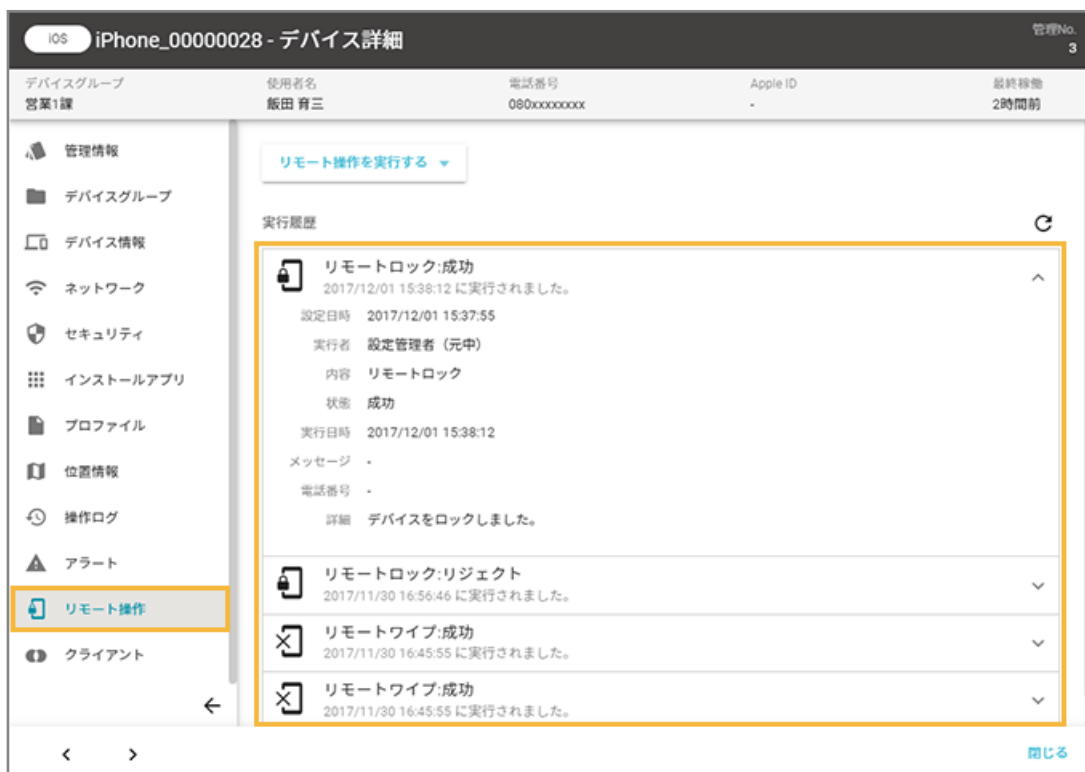 iOS iPhone_00000028 - デバイス詳細
管理No.
3
デバイスグループ 使用者名 電話番号 Apple ID 最終稼働
営業1課 飯田 育三 080xxxxxxxx - 2時間前
管理情報
デバイスグループ
デバイス情報
ネットワーク
セキュリティ
インストールアプリ
プロファイル
位置情報
操作ログ
アラート
リモート操作
クライアント
リモート操作を実行する
実行履歴
リモートロック:成功
2017/12/01 15:38:12 に実行されました。
設定日時 2017/12/01 15:37:55
実行者 設定管理者（元中）
内容 リモートロック
状態 成功
実行日時 2017/12/01 15:38:12
メッセージ -
電話番号 -
詳細 デバイスをロックしました。
リモートロック:リジェクト
2017/11/30 16:56:46 に実行されました。
リモートワイプ:成功
2017/11/30 16:45:55 に実行されました。
リモートワイプ:成功
2017/11/30 16:45:55 に実行されました。
閉じる